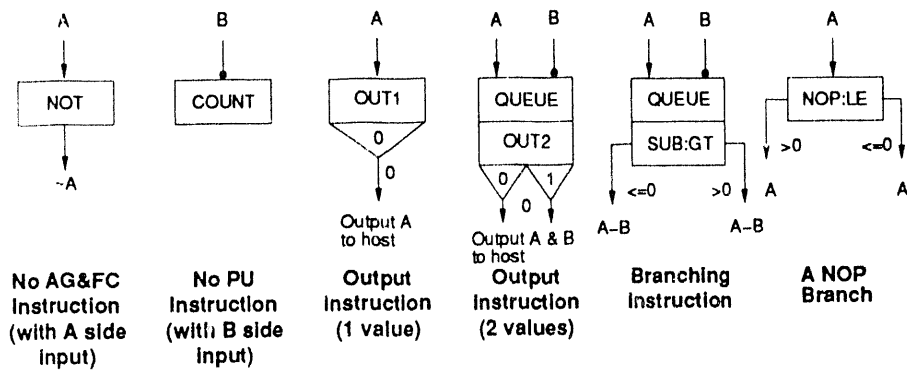 A B A A B A B A
NOT COUNT OUT1 QUEUE QUEUE NOP:LE
OUT2 SUB:GT
0 0 1 >0 <=0
~A 0 0 <=0 >0 A A
Output A
to host
Output A & B
to host
A–B A–B
No AG&FC
Instruction
(with A side
input)
No PU
Instruction
(with B side
input)
Output
Instruction
(1 value)
Output
Instruction
(2 values)
Branching
Instruction
A NOP
Branch